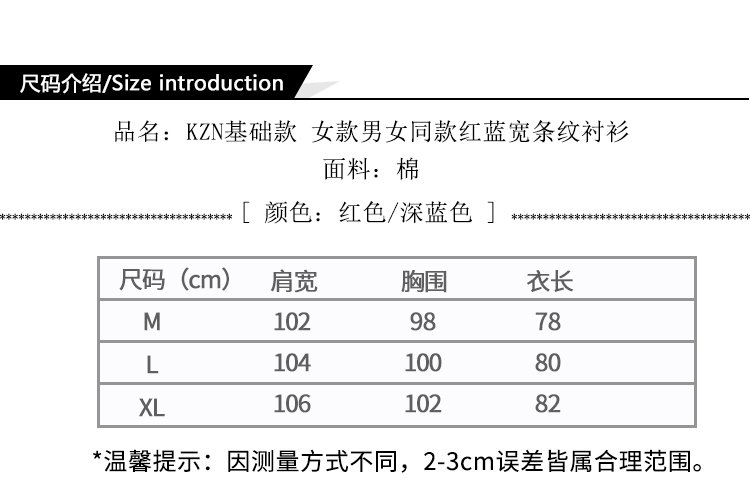 尺码介绍/Size introduction
品名：KZN基础款 女款男女同款红蓝宽条纹衬衫
面料：棉
************************************* [ 颜色：红色/深蓝色 ] *************************************
尺码（cm） 肩宽 胸围 衣长
M 102 98 78
L 104 100 80
XL 106 102 82
*温馨提示：因测量方式不同，2-3cm误差皆属合理范围。